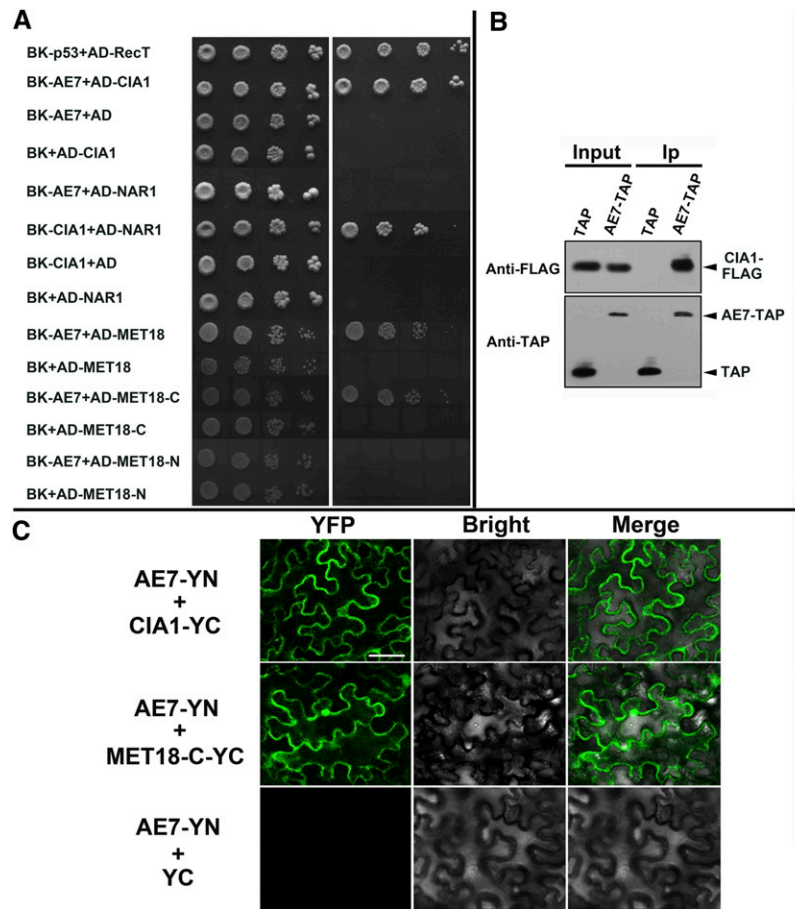 A
BK-p53+AD-RecT
BK-AE7+AD-CIA1
BK-AE7+AD
BK+AD-CIA1
BK-AE7+AD-NAR1
BK-CIA1+AD-NAR1
BK-CIA1+AD
BK+AD-NAR1
BK-AE7+AD-MET18
BK+AD-MET18
BK-AE7+AD-MET18-C
BK+AD-MET18-C
BK-AE7+AD-MET18-N
BK+AD-MET18-N
B
Input Ip
TAP AE7-TAP TAP AE7-TAP
Anti-FLAG
CIA1-
FLAG
Anti-TAP
AE7-TAP
TAP
C
YFP Bright Merge
AE7-YN
+
CIA1-YC
AE7-YN
+
MET18-C-YC
AE7-YN
+
YC